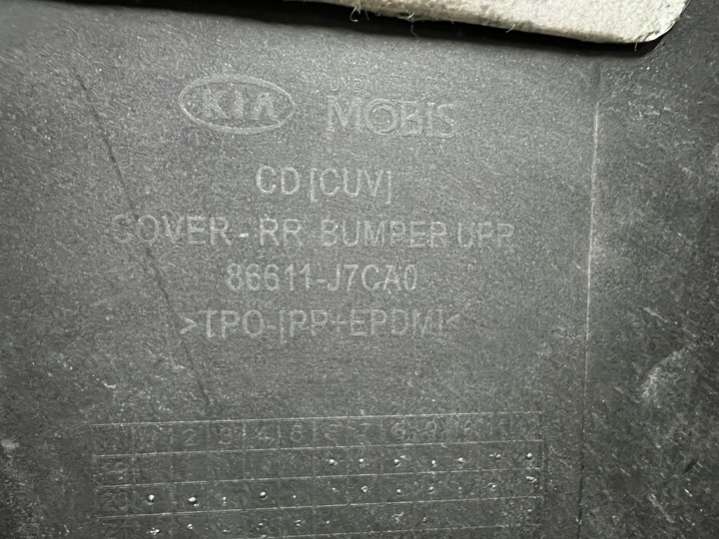 KIA MOBIS
CD [CUV]
COVER-RR BUMPER UPR
86611-J7CA0
>TPO-[PP+EPDM]<